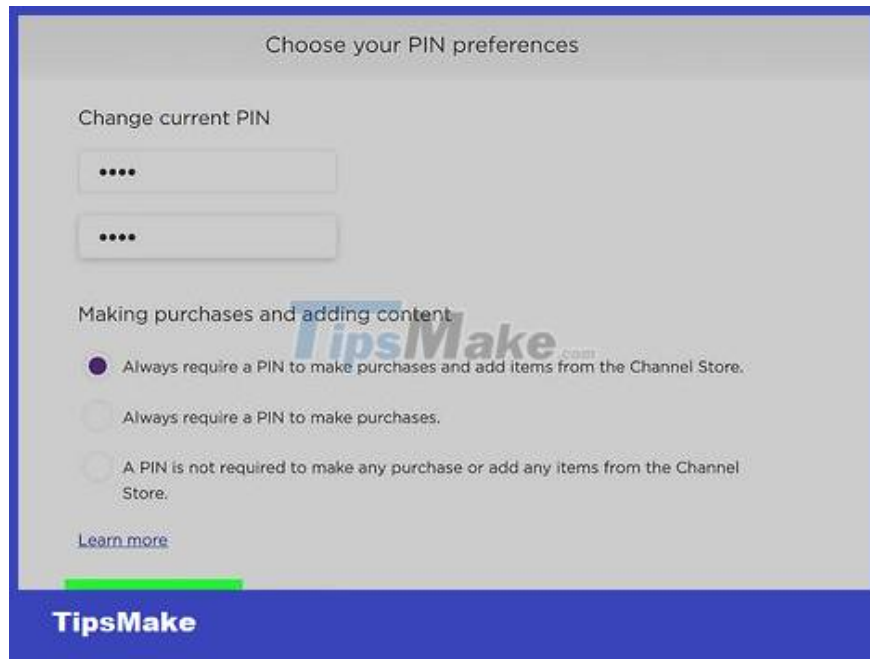 Choose your PIN preferences
Change current PIN
••••
••••
Making purchases and adding content
TipsMake.com
Always require a PIN to make purchases and add items from the Channel Store.
Always require a PIN to make purchases.
A PIN is not required to make any purchase or add any items from the Channel
Store.
Learn more
TipsMake